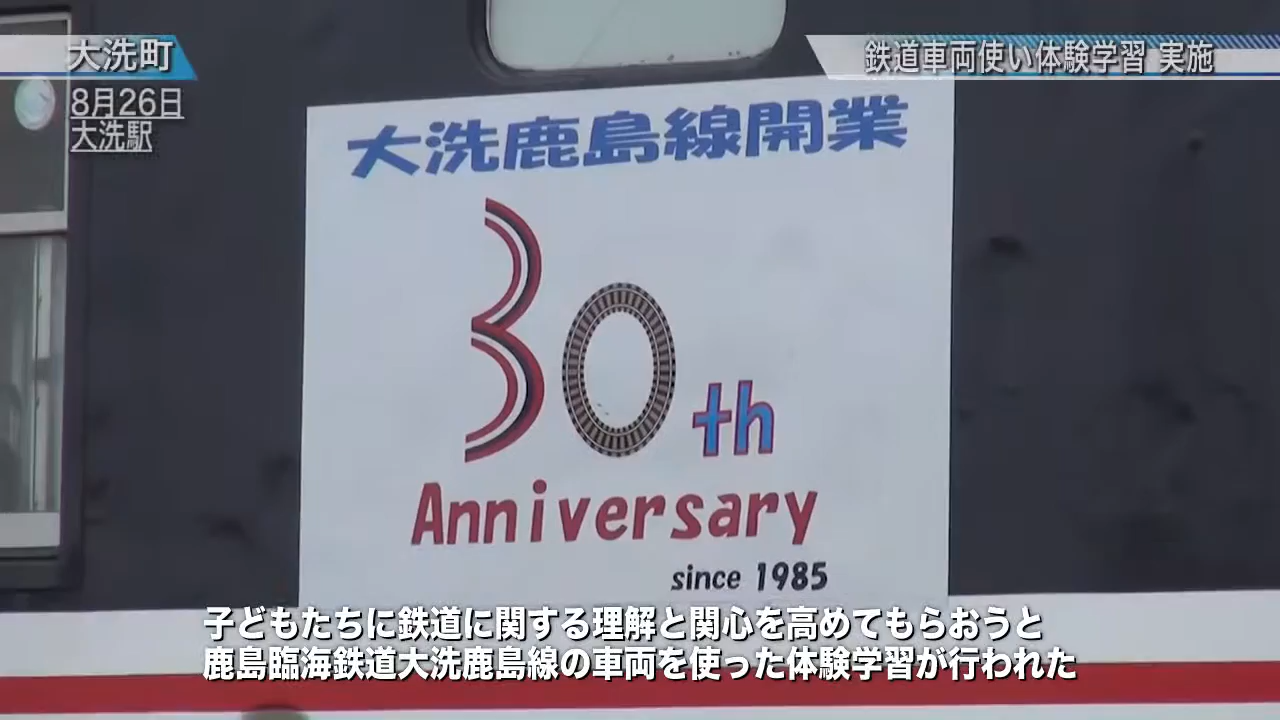 大洗町
鉄道車両使い体験学習 実施
8月26日
大洗駅
大洗鹿島線開業
30th
Anniversary
since 1985
子どもたちに鉄道に関する理解と関心を高めてもらおうと
鹿島臨海鉄道大洗鹿島線の車両を使った体験学習が行われた